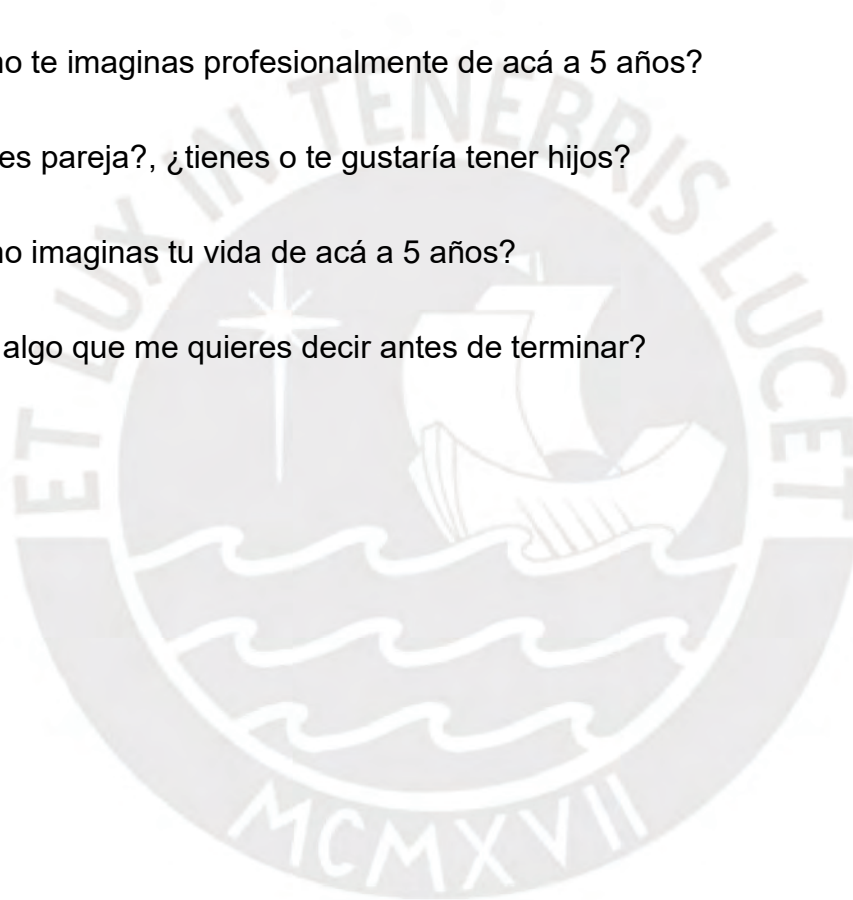 no te imaginas profesionalmente de acá a 5 años?
es pareja?, ¿tienes o te gustaría tener hijos?
no imaginas tu vida de acá a 5 años?
algo que me quieres decir antes de terminar?
ET LUX IN TENEBRIS LUCET
MCMXVII